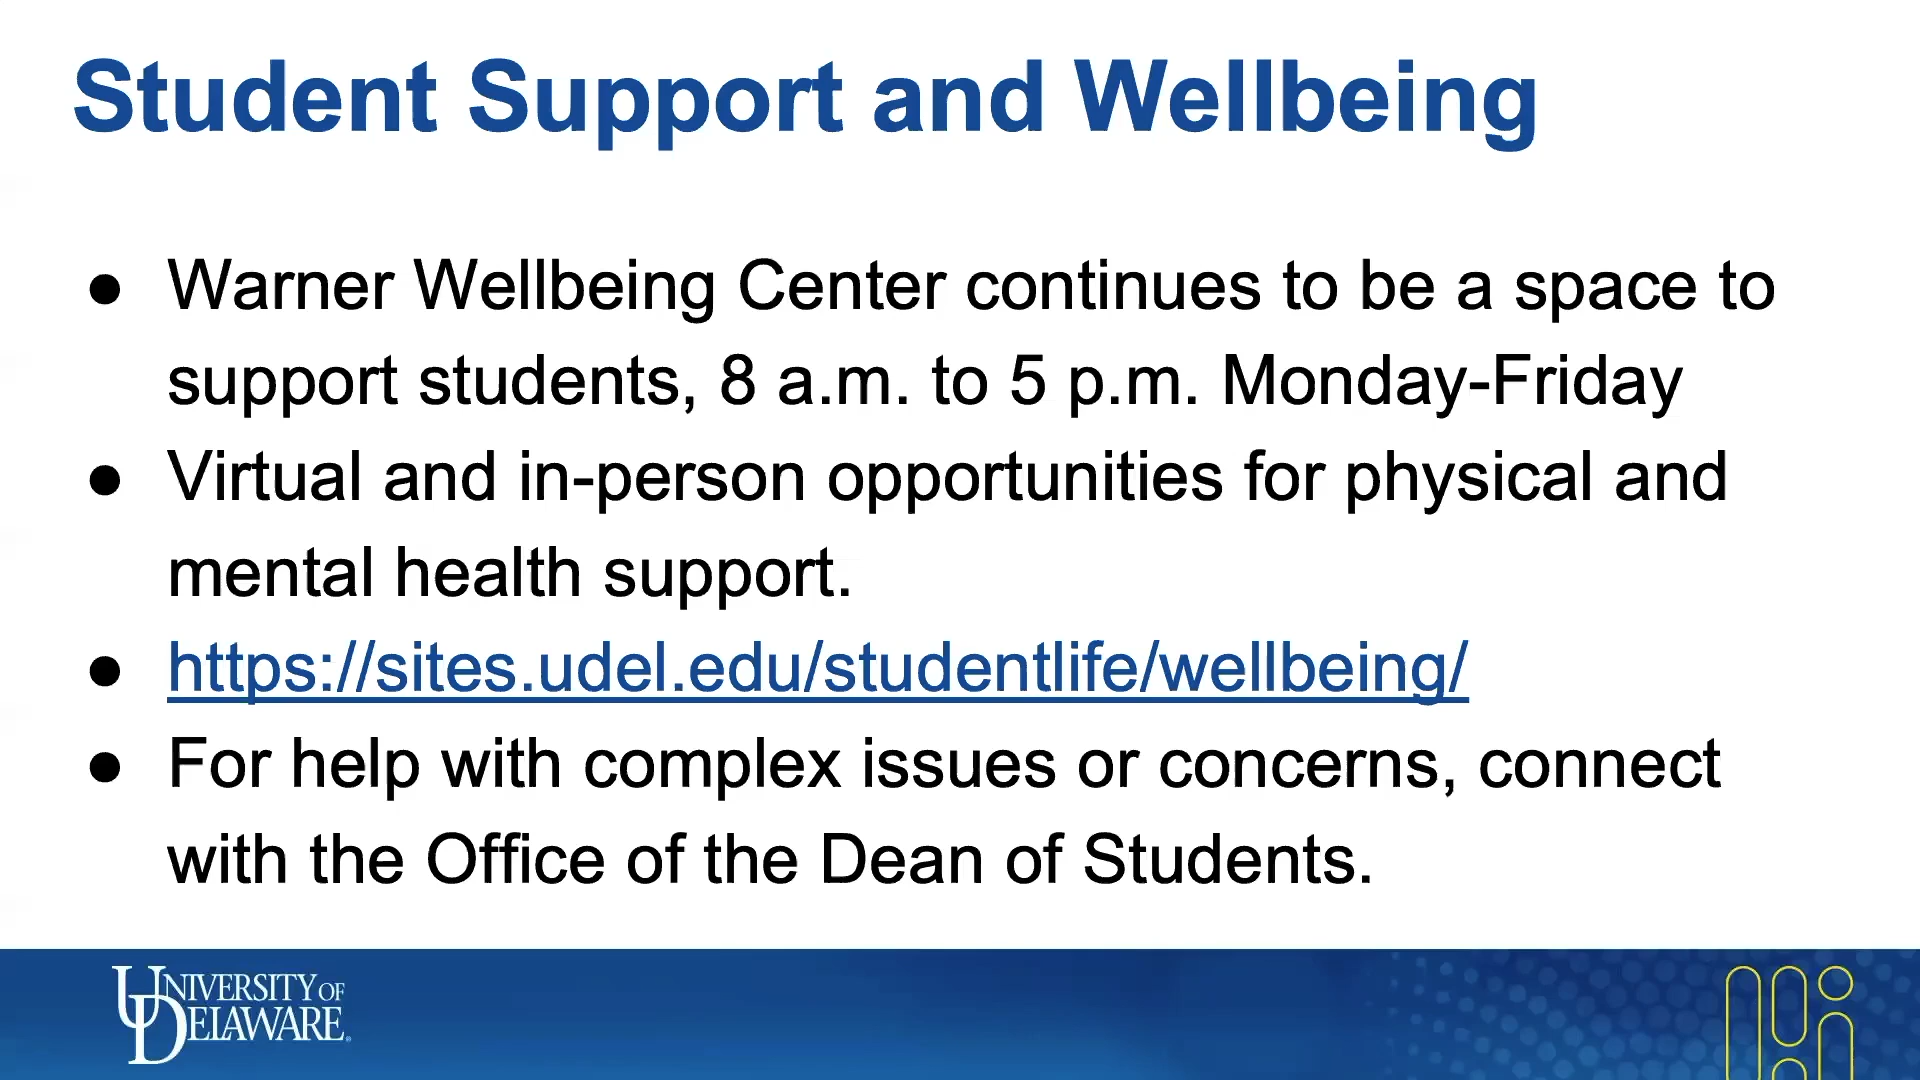 Student Support and Wellbeing
● Warner Wellbeing Center continues to be a space to
support students, 8 a.m. to 5 p.m. Monday-Friday
● Virtual and in-person opportunities for physical and
mental health support.
● https://sites.udel.edu/studentlife/wellbeing/
● For help with complex issues or concerns, connect
with the Office of the Dean of Students.
UNIVERSITY OF
DELAWARE®